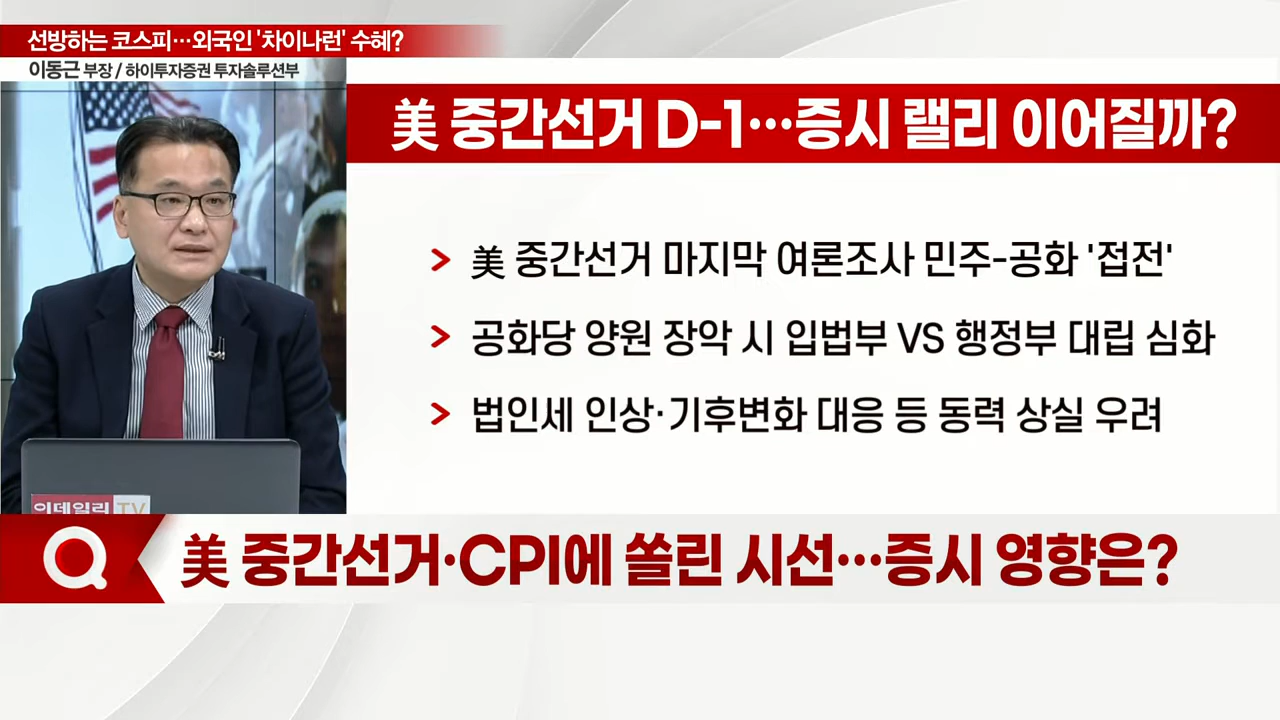 선방하는 코스피…외국인 '차이나런' 수혜?
이동근 부장 / 하이투자증권 투자솔루션부
美 중간선거 D-1…증시 랠리 이어질까?
美 중간선거 마지막 여론조사 민주-공화 '접전'
공화당 양원 장악 시 입법부 VS 행정부 대립 심화
법인세 인상·기후변화 대응 등 동력 상실 우려
이데일리 TV
美 중간선거·CPI에 쏠린 시선…증시 영향은?